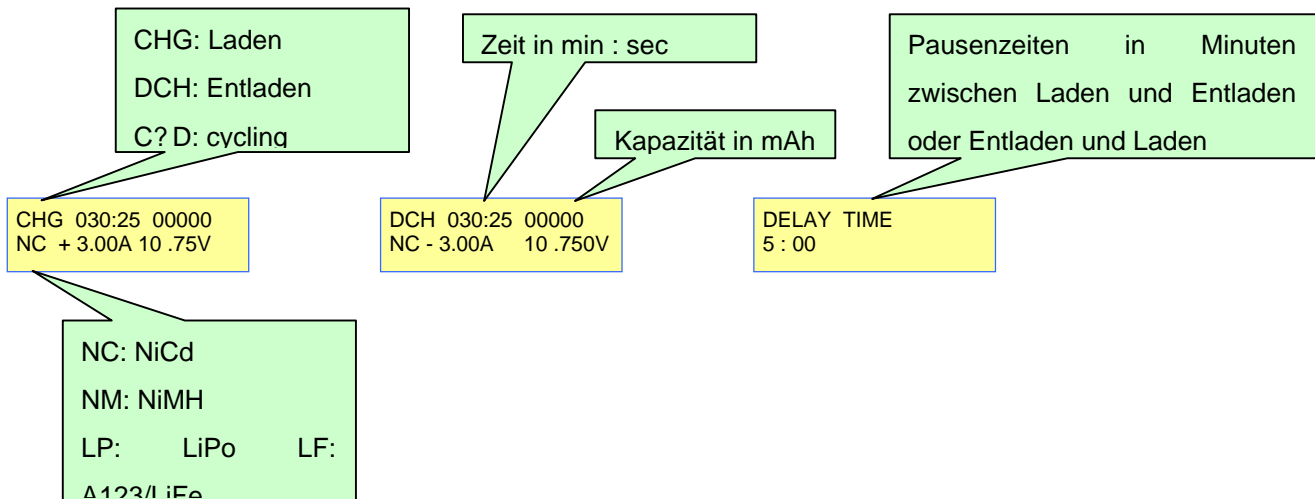 CHG: Laden
DCH: Entladen
C? D: cycling
Zeit in min : sec
Kapazität in mAh
Pausenzeiten in Minuten
zwischen Laden und Entladen
oder Entladen und Laden
CHG 030:25 00000
NC + 3.00A 10 .75V
DCH 030:25 00000
NC - 3.00A 10 .750V
DELAY TIME
5 : 00
NC: NiCd
NM: NiMH
LP: LiPo LF:
A123/LiFe